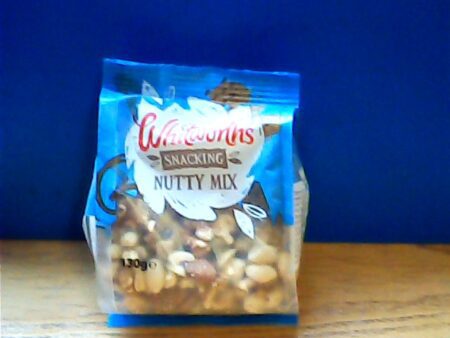 Whitworths
SNACKING
NUTTY MIX
130g e